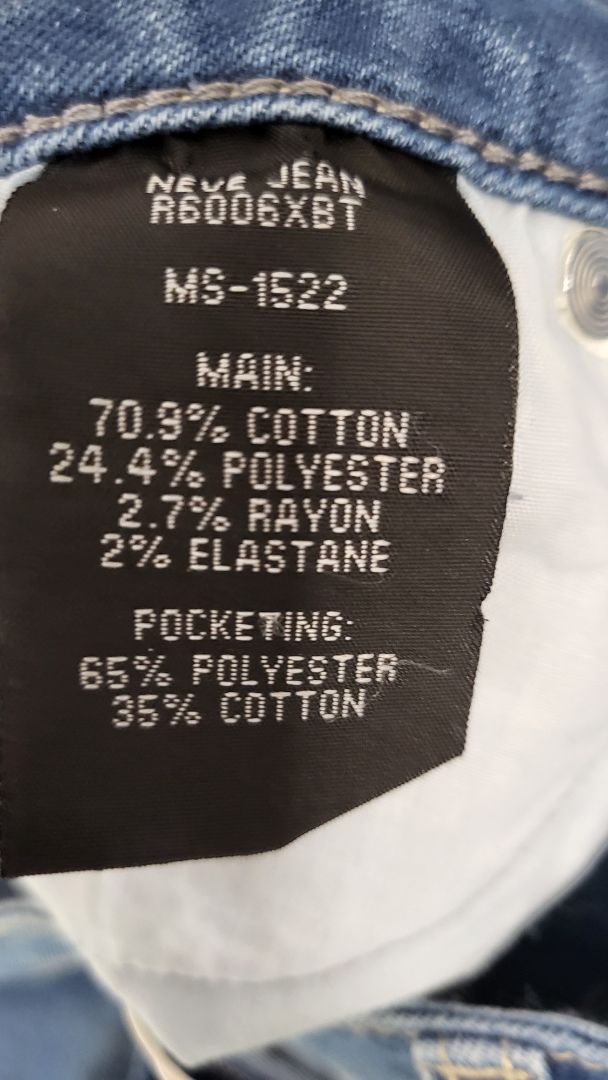 NEVE JEAN
R6006XBT
MS-1522
MAIN:
70.9% COTTON
24.4% POLYESTER
2.7% RAYON
2% ELASTANE
POCKETING:
65% POLYESTER
35% COTTON